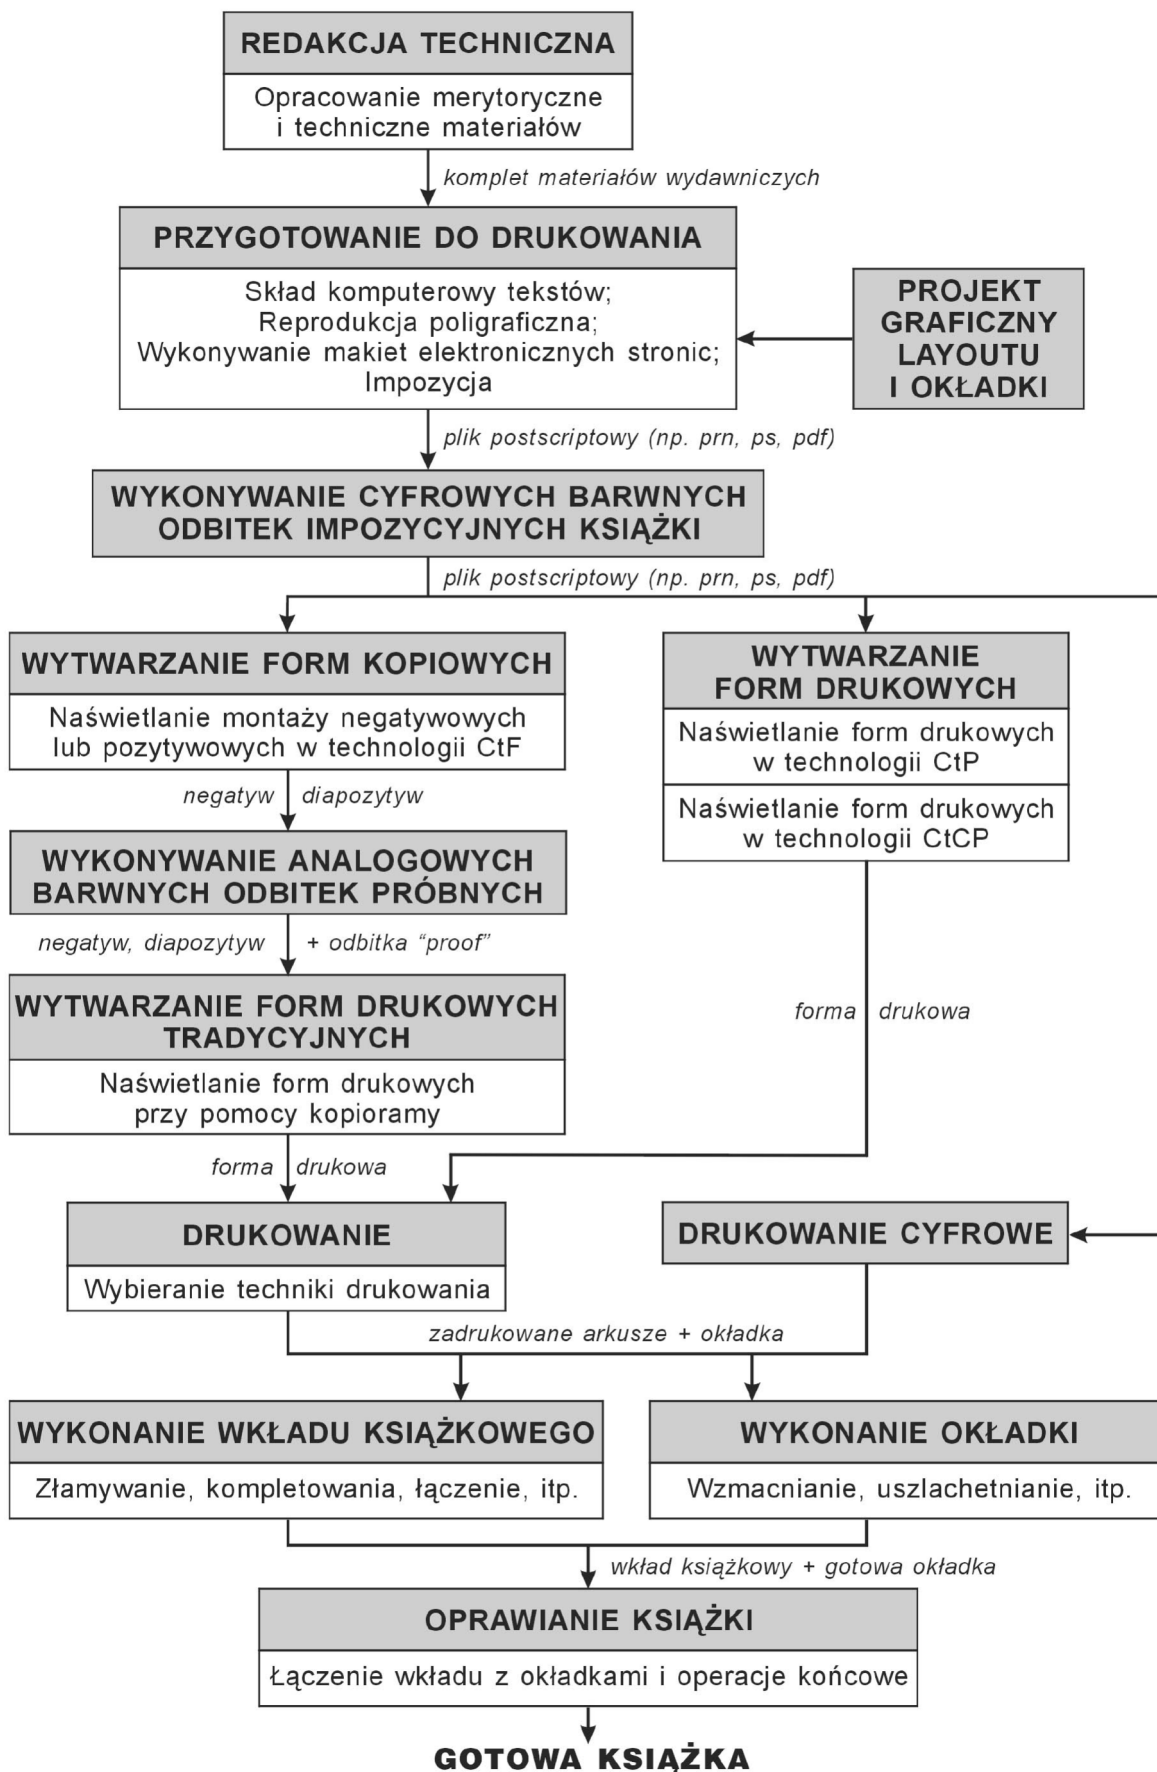 REDAKCJA TECHNICZNA
Opracowanie merytoryczne
i techniczne materiałów
komplet materiałów wydawniczych
PRZYGOTOWANIE DO DRUKOWANIA
Skład komputerowy tekstów;
Reprodukcja poligraficzna;
Wykonywanie makiet elektronicznych stronic;
Impozycja
PROJEKT
GRAFICZNY
LAYOUTU
I OKŁADKI
plik postscriptowy (np. prn, ps, pdf)
WYKONYWANIE CYFROWYCH BARWNYCH
ODBITEK IMPOZYCYJNYCH KSIĄŻKI
plik postscriptowy (np. prn, ps, pdf)
WYTWARZANIE FORM KOPIOWYCH
Naświetlanie montaży negatywowych
lub pozytywowych w technologii CtF
negatyw diapozytyw
WYKONYWANIE ANALOGOWYCH
BARWNYCH ODBITEK PRÓBNYCH
negatyw, diapozytyw + odbitka “proof”
WYTWARZANIE FORM DRUKOWYCH
TRADYCYJNYCH
Naświetlanie form drukowych
przy pomocy kopioramy
forma drukowa
WYTWARZANIE
FORM DRUKOWYCH
Naświetlanie form drukowych
w technologii CtP
Naświetlanie form drukowych
w technologii CtCP
forma drukowa
DRUKOWANIE
Wybieranie techniki drukowania
DRUKOWANIE CYFROWE
zadrukowane arkusze + okładka
WYKONANIE WKŁADU KSIĄŻKOWEGO
Złamywanie, kompletowania, łączenie, itp.
WYKONANIE OKŁADKI
Wzmacnianie, uszlachetnianie, itp.
wkład książkowy + gotowa okładka
OPRAWIANIE KSIĄŻKI
Łączenie wkładu z okładkami i operacje końcowe
GOTOWA KSIĄŻKA